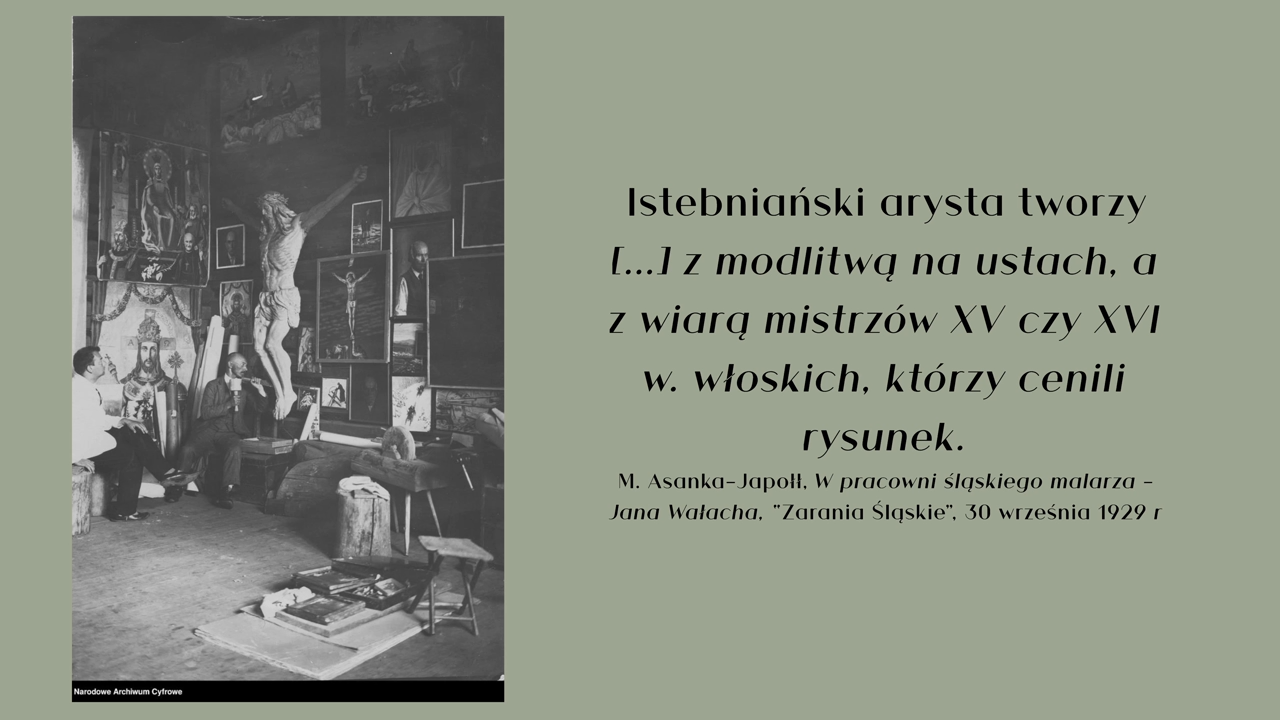 Istebniański arysta tworzy
[...] z modlitwą na ustach, a
z wiarą mistrzów XV czy XVI
w. włoskich, którzy cenili
rysunek.
M. Asanka-Japołł, W pracowni śląskiego malarza –
Jana Wałacha, "Zarania Śląskie", 30 września 1929 r
Narodowe Archiwum Cyfrowe